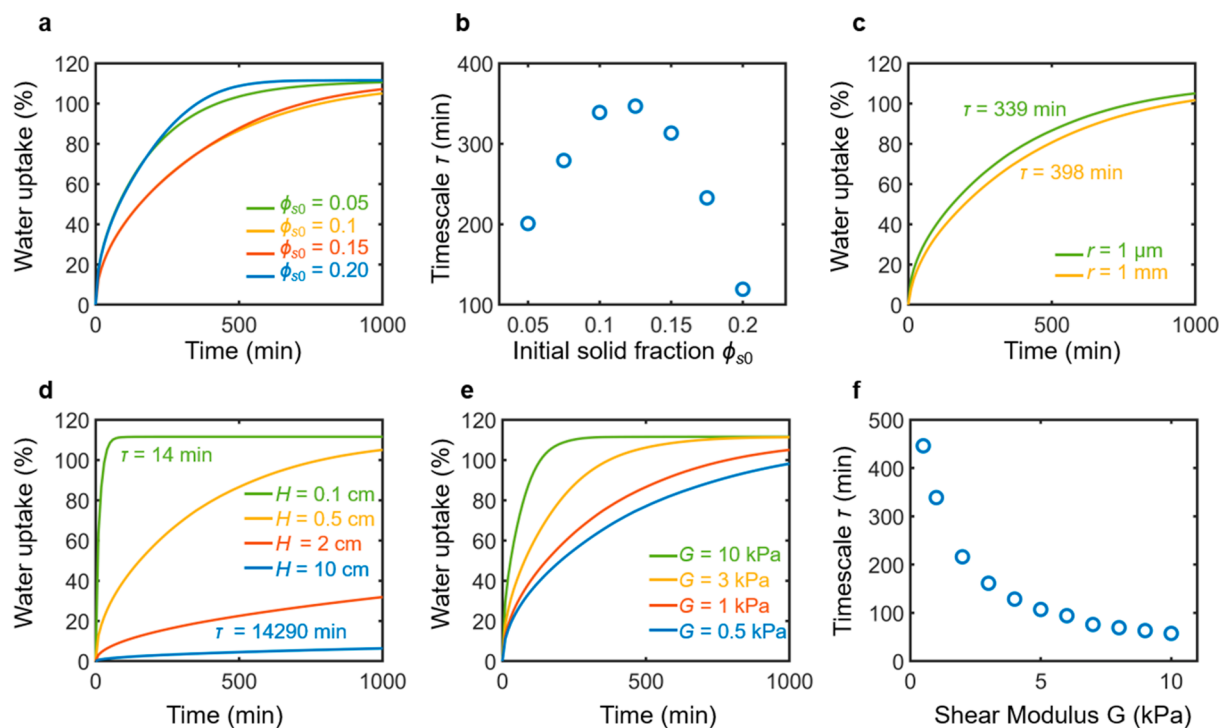 a
120
100
80
60
40
20
0
Water uptake (%)
ϕs0 = 0.05
ϕs0 = 0.1
ϕs0 = 0.15
ϕs0 = 0.20
0 500 1000
Time (min)
b
400
300
200
100
Timescale τ (min)
0.05 0.1 0.15 0.2
Initial solid fraction ϕs0
c
120
100
80
60
40
20
0
Water uptake (%)
τ = 339 min
τ = 398 min
r = 1 µm
r = 1 mm
0 500 1000
Time (min)
d
120
100
80
60
40
20
0
Water uptake (%)
τ = 14 min
H = 0.1 cm
H = 0.5 cm
H = 2 cm
H = 10 cm
τ = 14290 min
0 500 1000
Time (min)
e
120
100
80
60
40
20
0
Water uptake (%)
G = 10 kPa
G = 3 kPa
G = 1 kPa
G = 0.5 kPa
0 500 1000
Time (min)
f
500
400
300
200
100
0
Timescale τ (min)
0 5 10
Shear Modulus G (kPa)